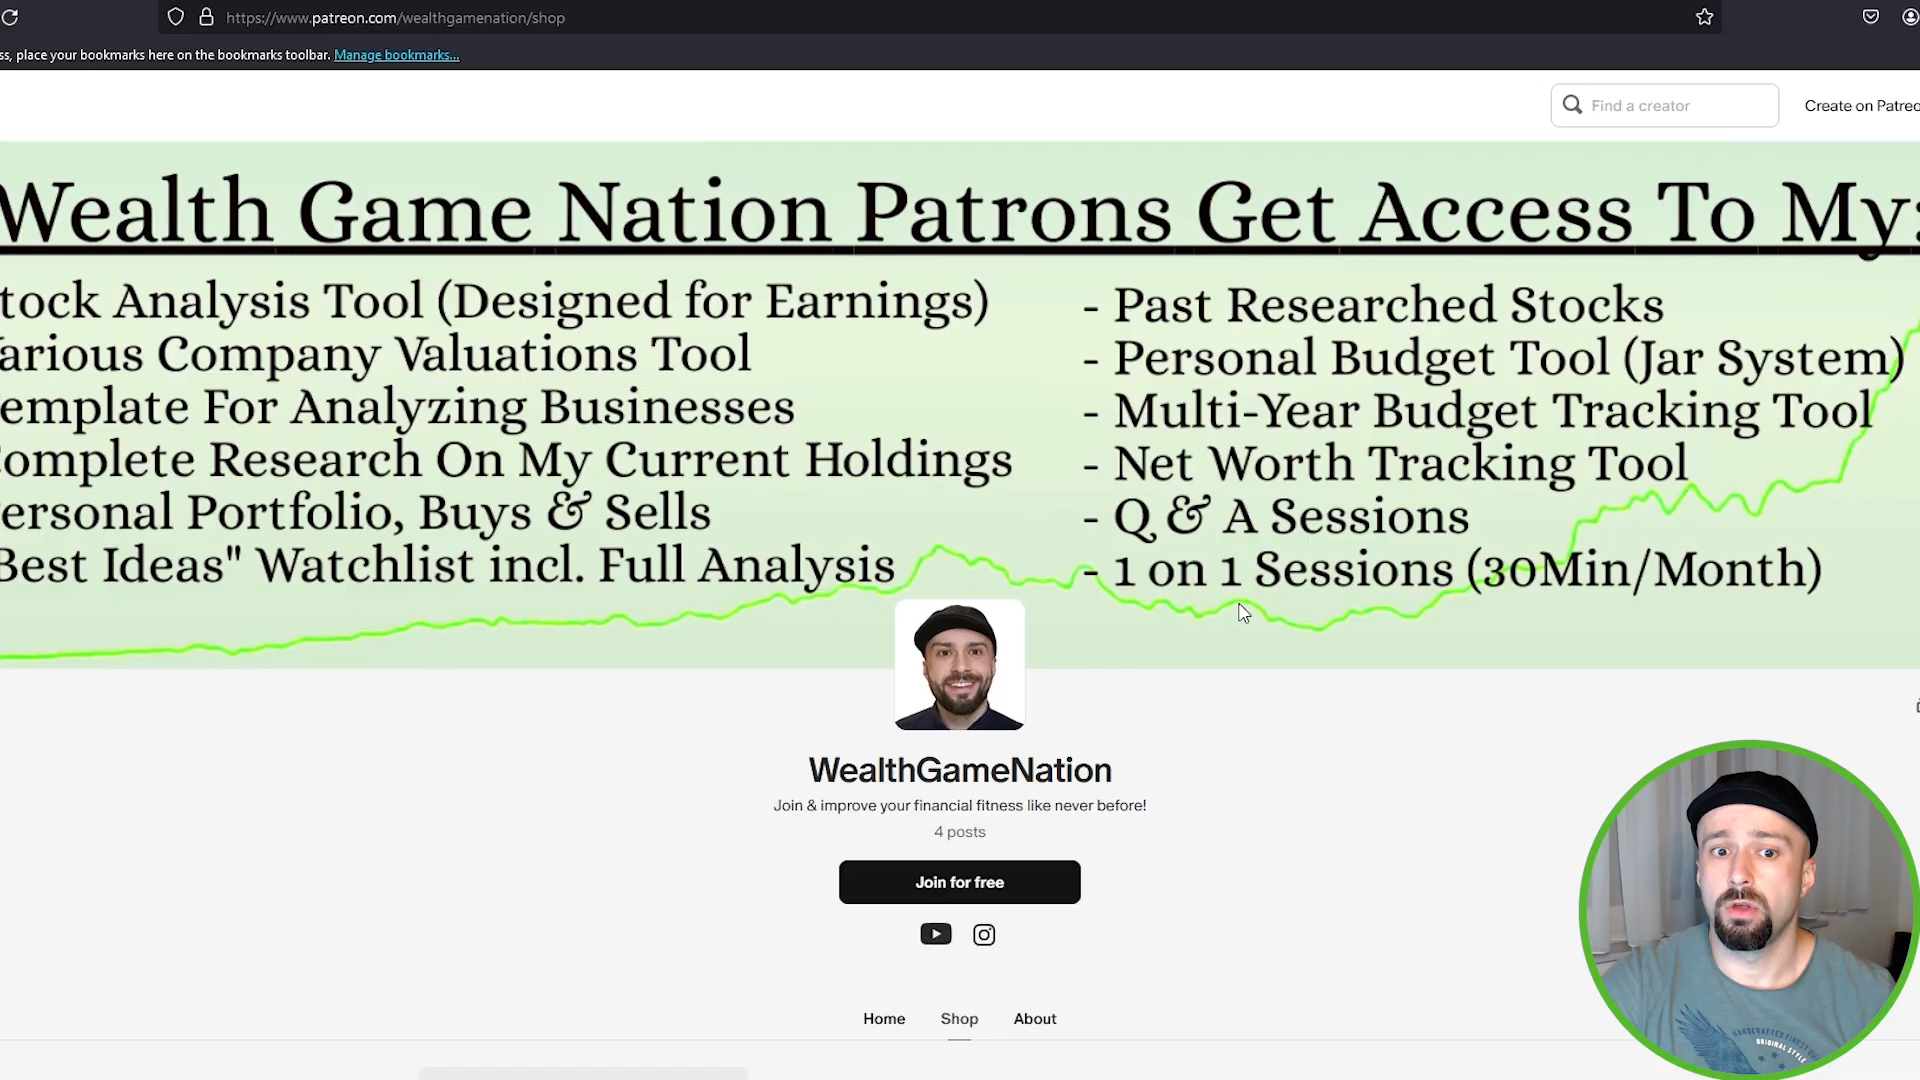 https://www.patreon.com/wealthgamenation/shop
ss, place your bookmarks here on the bookmarks toolbar. Manage bookmarks...
Find a creator
Create on Patreo
Wealth Game Nation Patrons Get Access To My:
tock Analysis Tool (Designed for Earnings)
arious Company Valuations Tool
emplate For Analyzing Businesses
omplete Research On My Current Holdings
ersonal Portfolio, Buys & Sells
Best Ideas" Watchlist incl. Full Analysis
- Past Researched Stocks
- Personal Budget Tool (Jar System)
- Multi-Year Budget Tracking Tool
- Net Worth Tracking Tool
- Q & A Sessions
- 1 on 1 Sessions (30Min/Month)
WealthGameNation
Join & improve your financial fitness like never before!
4 posts
Join for free
Home Shop About
ORIGINAL STYLE